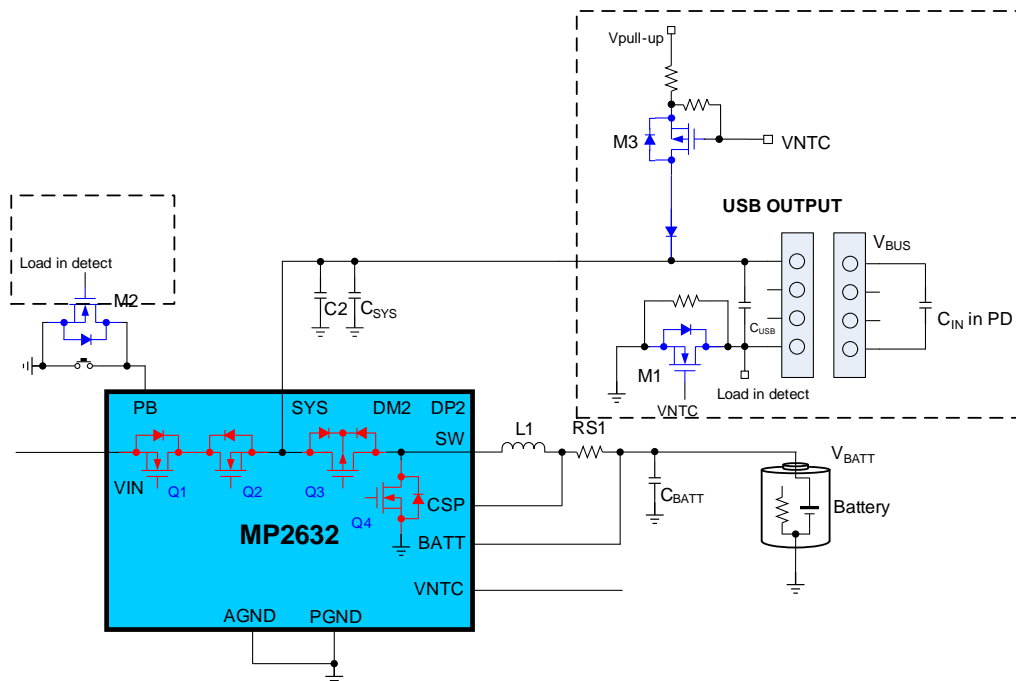 Vpull-up
M3
VNTC
USB OUTPUT
VBUS
Load in detect
M2
C2
CSYS
CUSB
CIN in PD
M1
VNTC
Load in detect
PB
SYS
DM2
DP2
SW
L1
RS1
VIN
Q1
Q2
Q3
Q4
CSP
CBATT
VBATT
Battery
MP2632
BATT
VNTC
AGND
PGND